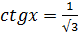 ctgx = 1/√3